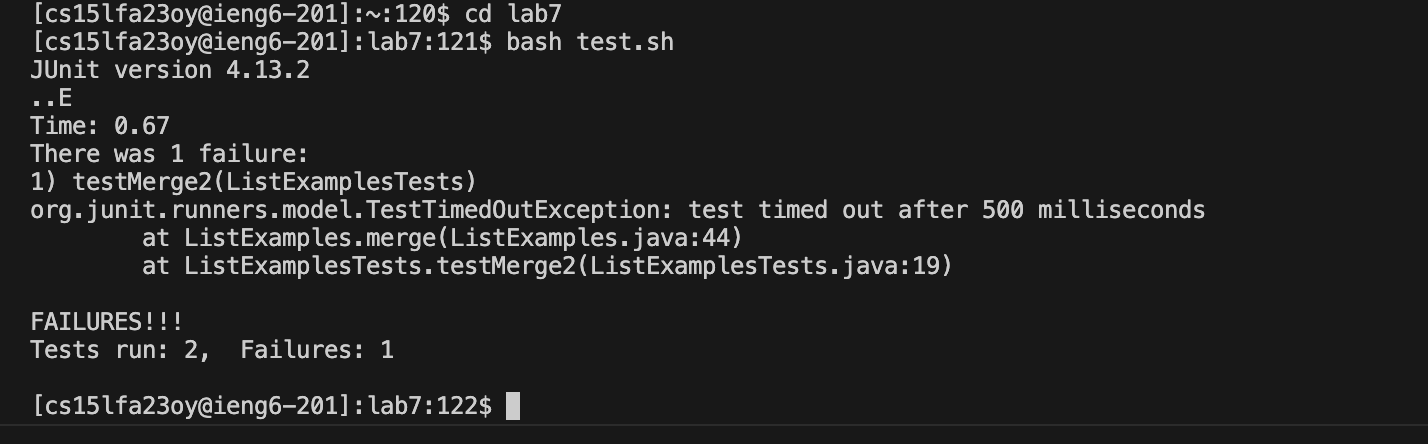 [cs15lfa23oy@ieng6-201]:~:120$ cd lab7
[cs15lfa23oy@ieng6-201]:lab7:121$ bash test.sh
JUnit version 4.13.2
..E
Time: 0.67
There was 1 failure:
1) testMerge2(ListExamplesTests)
org.junit.runners.model.TestTimedOutException: test timed out after 500 milliseconds
        at ListExamples.merge(ListExamples.java:44)
        at ListExamplesTests.testMerge2(ListExamplesTests.java:19)

FAILURES!!!
Tests run: 2,  Failures: 1

[cs15lfa23oy@ieng6-201]:lab7:122$